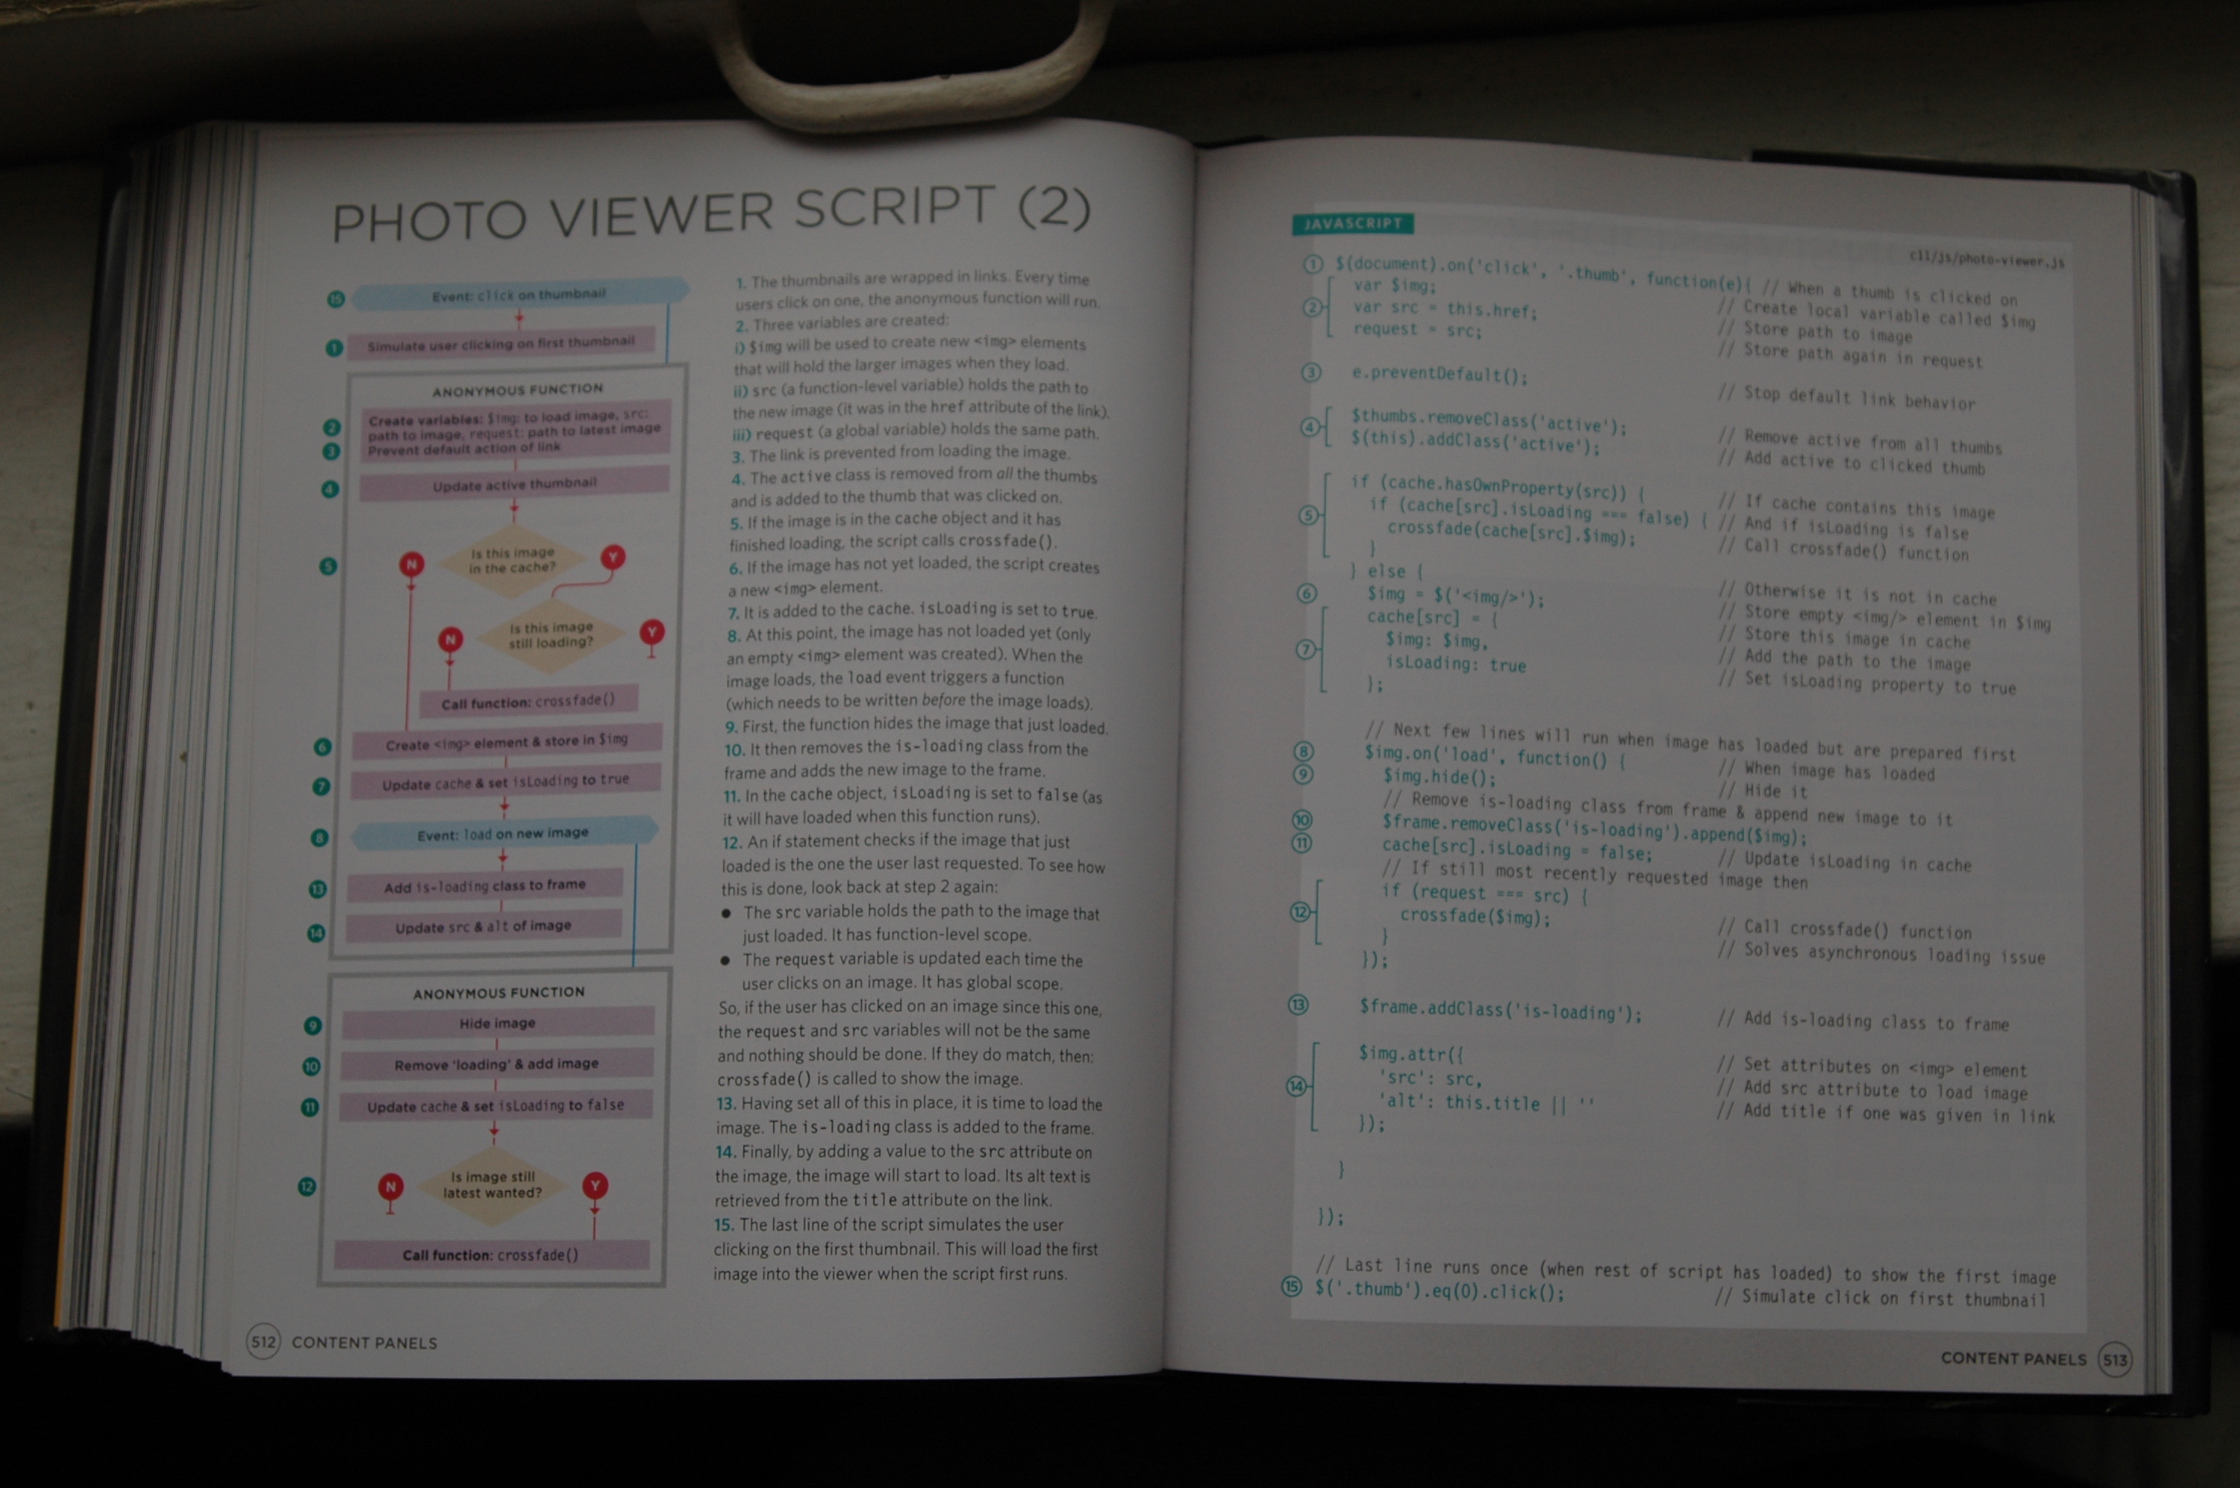 PHOTO VIEWER SCRIPT (2)
15 Event: click on thumbnail
1 Simulate user clicking on first thumbnail
ANONYMOUS FUNCTION
2 Create variables: $img: to load image, src:
path to image, request: path to latest image
3 Prevent default action of link
4 Update active thumbnail
5 Is this image
in the cache?
Y
N
Is this image
still loading?
Y
N
Call function: crossfade()
6 Create <img> element & store in $img
7 Update cache & set isLoading to true
8 Event: load on new image
13 Add is-loading class to frame
14 Update src & alt of image
ANONYMOUS FUNCTION
9 Hide image
10 Remove 'loading' & add image
11 Update cache & set isLoading to false
12 Is image still
latest wanted?
Y
N
Call function: crossfade()
1. The thumbnails are wrapped in links. Every time
users click on one, the anonymous function will run.
2. Three variables are created:
i) $img will be used to create new <img> elements
that will hold the larger images when they load.
ii) src (a function-level variable) holds the path to
the new image (it was in the href attribute of the link).
iii) request (a global variable) holds the same path.
3. The link is prevented from loading the image.
4. The active class is removed from all the thumbs
and is added to the thumb that was clicked on.
5. If the image is in the cache object and it has
finished loading, the script calls crossfade().
6. If the image has not yet loaded, the script creates
a new <img> element.
7. It is added to the cache. isLoading is set to true.
8. At this point, the image has not loaded yet (only
an empty <img> element was created). When the
image loads, the load event triggers a function
(which needs to be written before the image loads).
9. First, the function hides the image that just loaded.
10. It then removes the is-loading class from the
frame and adds the new image to the frame.
11. In the cache object, isLoading is set to false (as
it will have loaded when this function runs).
12. An if statement checks if the image that just
loaded is the one the user last requested. To see how
this is done, look back at step 2 again:
● The src variable holds the path to the image that
just loaded. It has function-level scope.
● The request variable is updated each time the
user clicks on an image. It has global scope.
So, if the user has clicked on an image since this one,
the request and src variables will not be the same
and nothing should be done. If they do match, then:
crossfade() is called to show the image.
13. Having set all of this in place, it is time to load the
image. The is-loading class is added to the frame.
14. Finally, by adding a value to the src attribute on
the image, the image will start to load. Its alt text is
retrieved from the title attribute on the link.
15. The last line of the script simulates the user
clicking on the first thumbnail. This will load the first
image into the viewer when the script first runs.
512 CONTENT PANELS
JAVASCRIPT
c11/js/photo-viewer.js
1 $(document).on('click', '.thumb', function(e){ // When a thumb is clicked on
2 var $img; // Create local variable called $img
var src = this.href; // Store path to image
request = src; // Store path again in request
3 e.preventDefault(); // Stop default link behavior
4 $thumbs.removeClass('active'); // Remove active from all thumbs
$(this).addClass('active'); // Add active to clicked thumb
5 if (cache.hasOwnProperty(src)) { // If cache contains this image
if (cache[src].isLoading === false) { // And if isLoading is false
crossfade(cache[src].$img); // Call crossfade() function
}
} else { // Otherwise it is not in cache
6 $img = $('<img/>'); // Store empty <img/> element in $img
7 cache[src] = { // Store this image in cache
$img: $img, // Add the path to the image
isLoading: true // Set isLoading property to true
};
// Next few lines will run when image has loaded but are prepared first
8 $img.on('load', function() { // When image has loaded
9 $img.hide(); // Hide it
// Remove is-loading class from frame & append new image to it
10 $frame.removeClass('is-loading').append($img);
11 cache[src].isLoading = false; // Update isLoading in cache
// If still most recently requested image then
12 if (request === src) {
crossfade($img); // Call crossfade() function
} // Solves asynchronous loading issue
});
13 $frame.addClass('is-loading'); // Add is-loading class to frame
14 $img.attr({ // Set attributes on <img> element
'src': src, // Add src attribute to load image
'alt': this.title || '' // Add title if one was given in link
});
}
});
// Last line runs once (when rest of script has loaded) to show the first image
15 $('.thumb').eq(0).click(); // Simulate click on first thumbnail
CONTENT PANELS 513